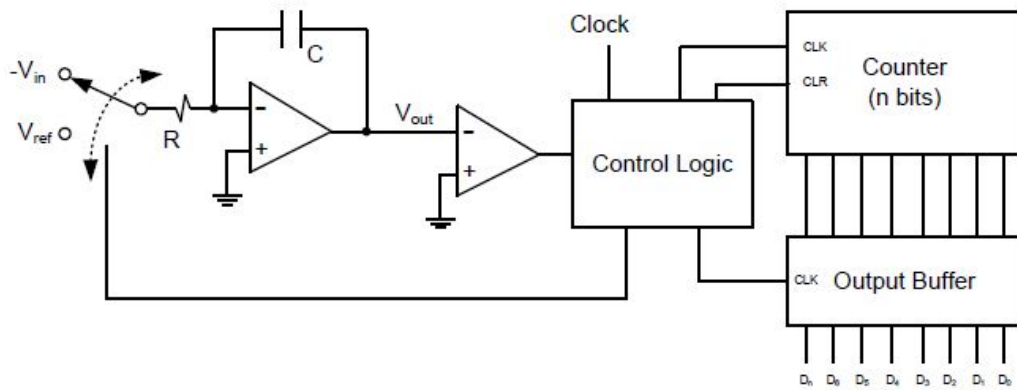 Clock
C
-Vin
Vref
R
Vout
-
+
-
+
Control Logic
CLK
CLR
Counter
(n bits)
CLK
Output Buffer
Dn D6 D5 D4 D3 D2 D1 D0